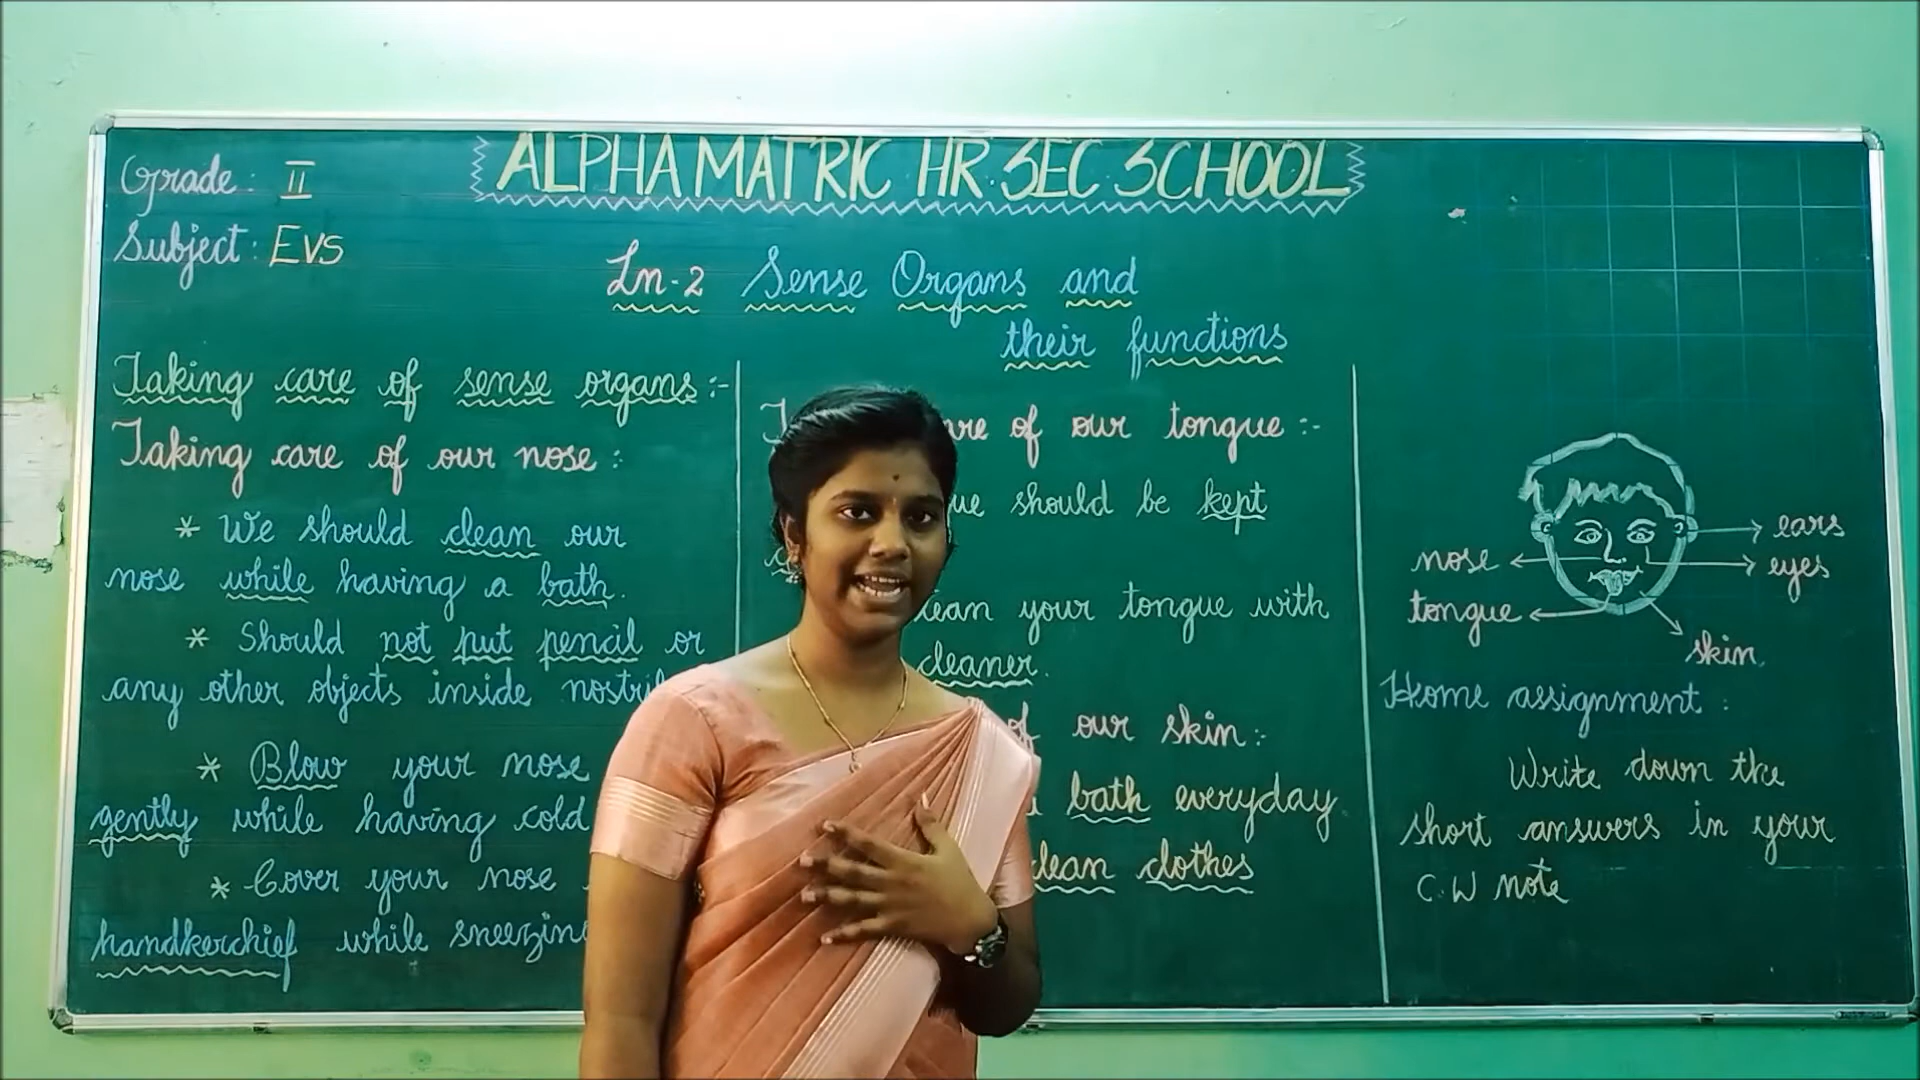 ALPHA MATRIC HR. SEC. SCHOOL
Grade : II
Subject : EVS
Ln-2 Sense Organs and
their functions
Taking care of sense organs :-
Taking care of our nose :
* We should clean our
nose while having a bath.
* Should not put pencil or
any other objects inside
* Blow your nose
gently while having cold
* Cover your nose
handkerchief while
of our tongue :-
should be kept
your tongue with
cleaner.
of our skin :-
bath everyday
clothes
ears
nose
eyes
tongue
skin
Home assignment :
Write down the
short answers in your
C.W note